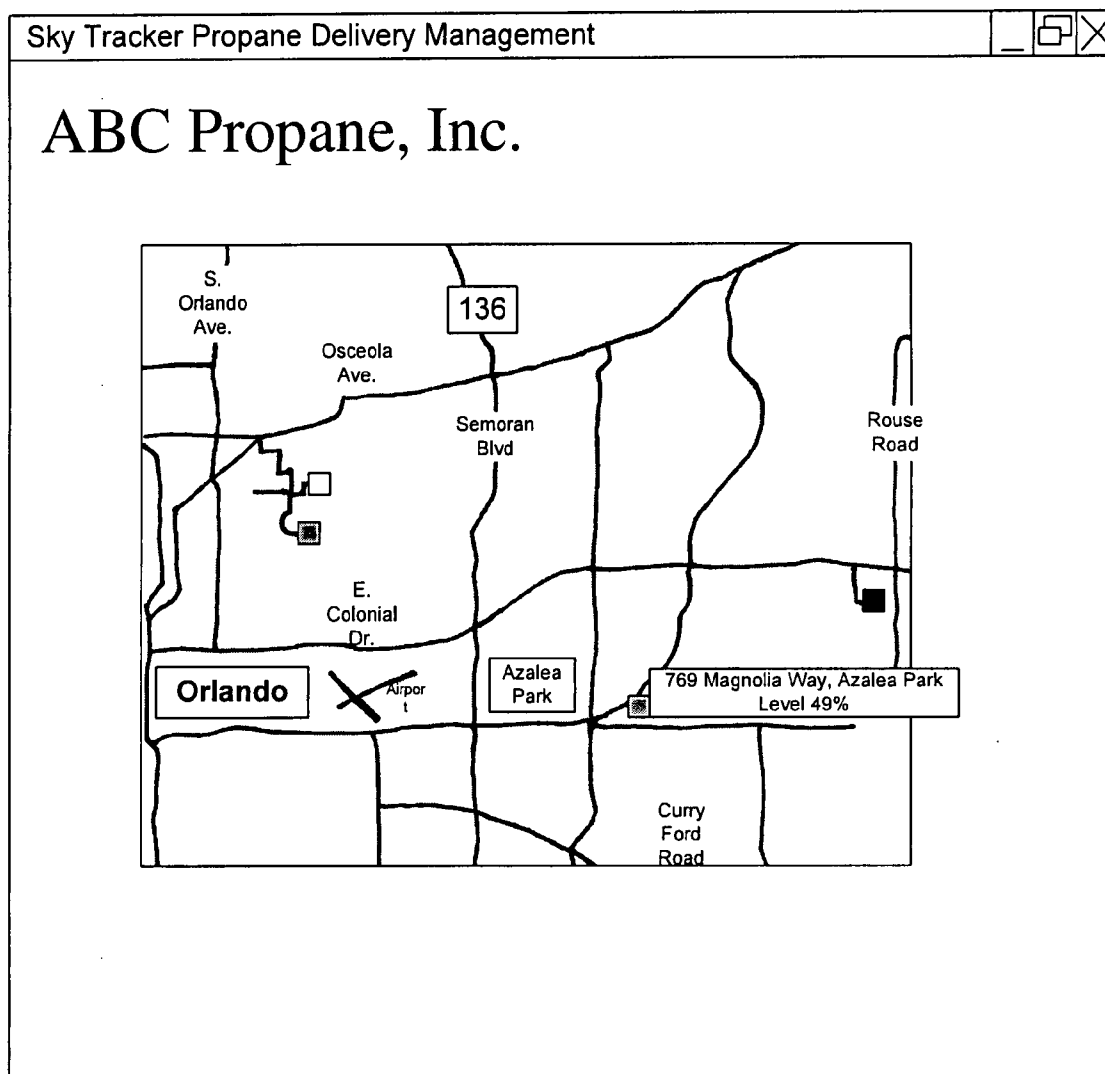 Sky Tracker Propane Delivery Management
ABC Propane, Inc.
S.
Orlando
Ave.
136
Osceola
Ave.
Semoran
Blvd
Rouse
Road
E.
Colonial
Dr.
Orlando
Airpor
t
Azalea
Park
769 Magnolia Way, Azalea Park
Level 49%
Curry
Ford
Road